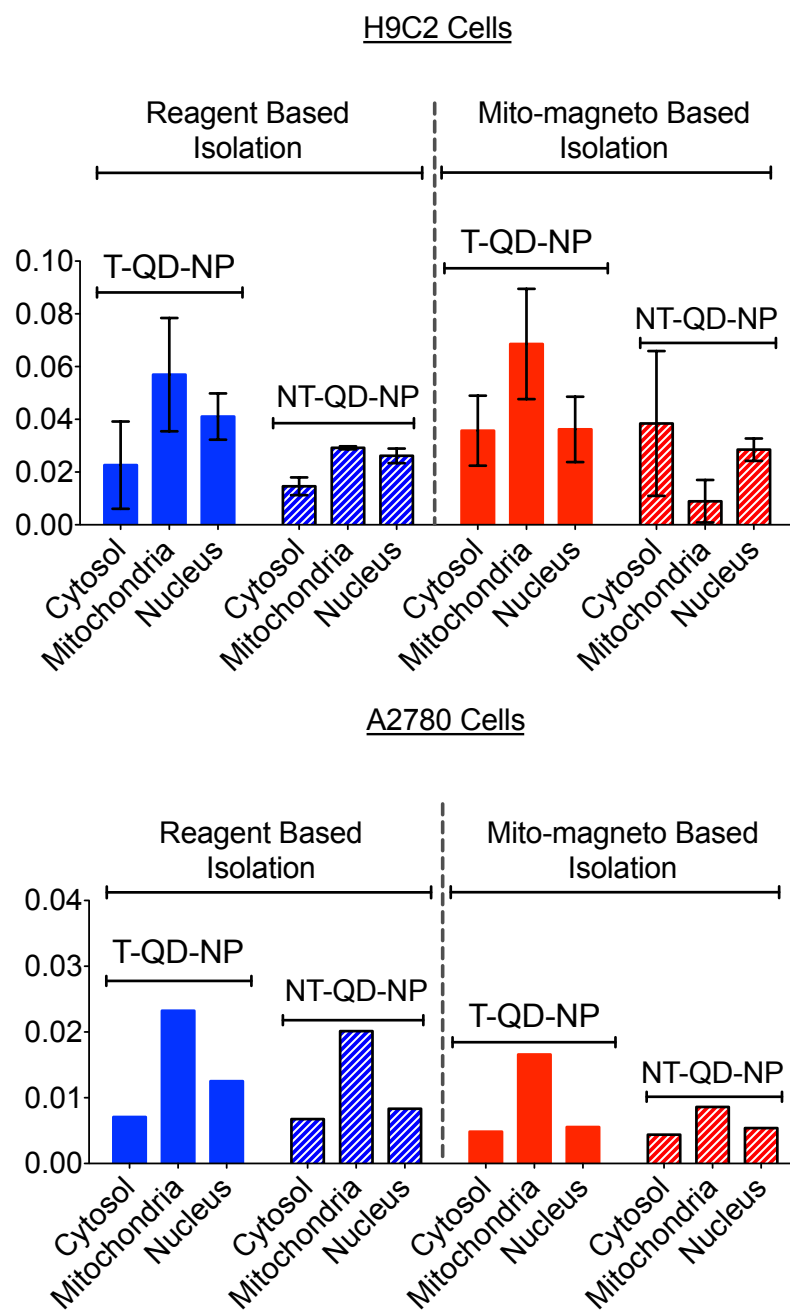 H9C2 Cells
Reagent Based
Isolation
Mito-magneto Based
Isolation
T-QD-NP
NT-QD-NP
T-QD-NP
NT-QD-NP
0.10
0.08
0.06
0.04
0.02
0.00
Cytosol
Mitochondria
Nucleus
Cytosol
Mitochondria
Nucleus
Cytosol
Mitochondria
Nucleus
Cytosol
Mitochondria
Nucleus
A2780 Cells
Reagent Based
Isolation
Mito-magneto Based
Isolation
T-QD-NP
NT-QD-NP
T-QD-NP
NT-QD-NP
0.04
0.03
0.02
0.01
0.00
Cytosol
Mitochondria
Nucleus
Cytosol
Mitochondria
Nucleus
Cytosol
Mitochondria
Nucleus
Cytosol
Mitochondria
Nucleus